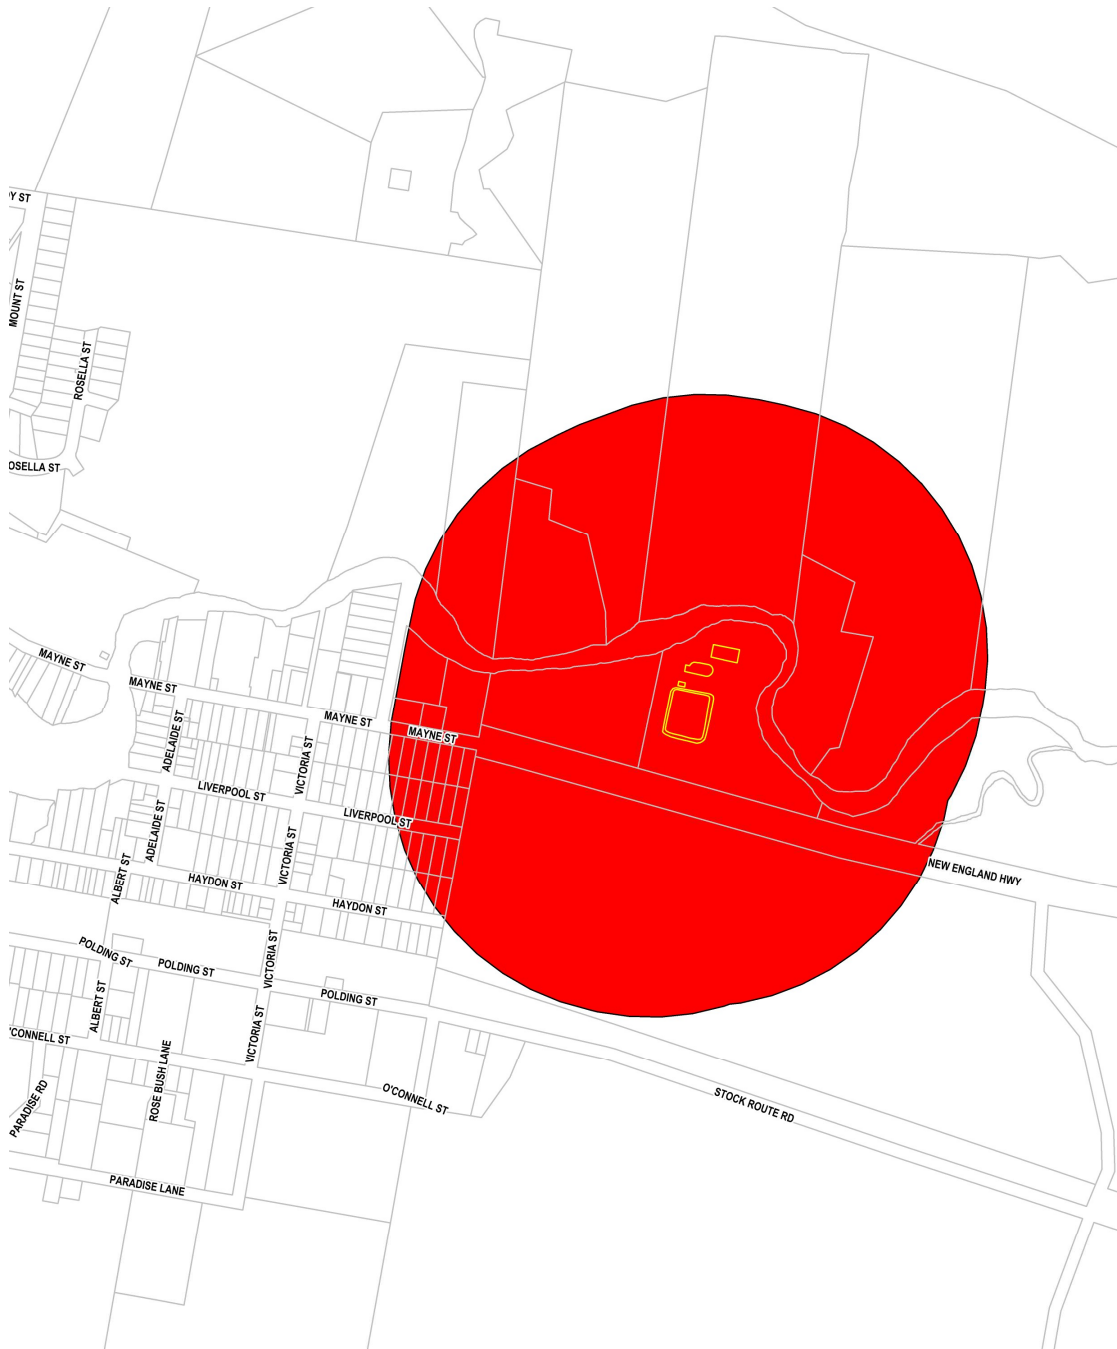 Y ST
MOUNT ST
ROSELLA ST
OSELLA ST
MAYNE ST
MAYNE ST
MAYNE ST
MAYNE ST
ADELAIDE ST
VICTORIA ST
LIVERPOOL ST
LIVERPOOL ST
ADELAIDE ST
VICTORIA ST
ALBERT ST
HAYDON ST
HAYDON ST
NEW ENGLAND HWY
POLDING ST
POLDING ST
VICTORIA ST
POLDING ST
ALBERT ST
VICTORIA ST
'CONNELL ST
ROSE BUSH LANE
PARADISE RD
O'CONNELL ST
STOCK ROUTE RD
PARADISE LANE